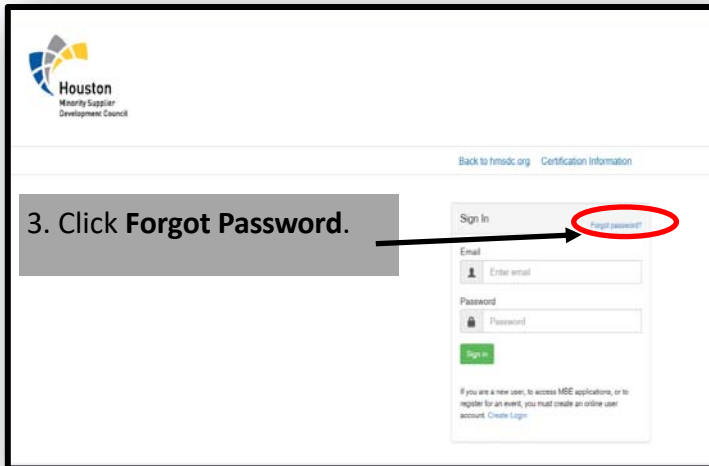 Houston
Minority Supplier
Development Council
Back to hmsdc.org Certification Information
3. Click Forgot Password.
Sign In
Forgot password?
Email
Enter email
Password
Password
Sign in
If you are a new user, to access MBE applications, or to
register for an event, you must create an online user
account. Create Login